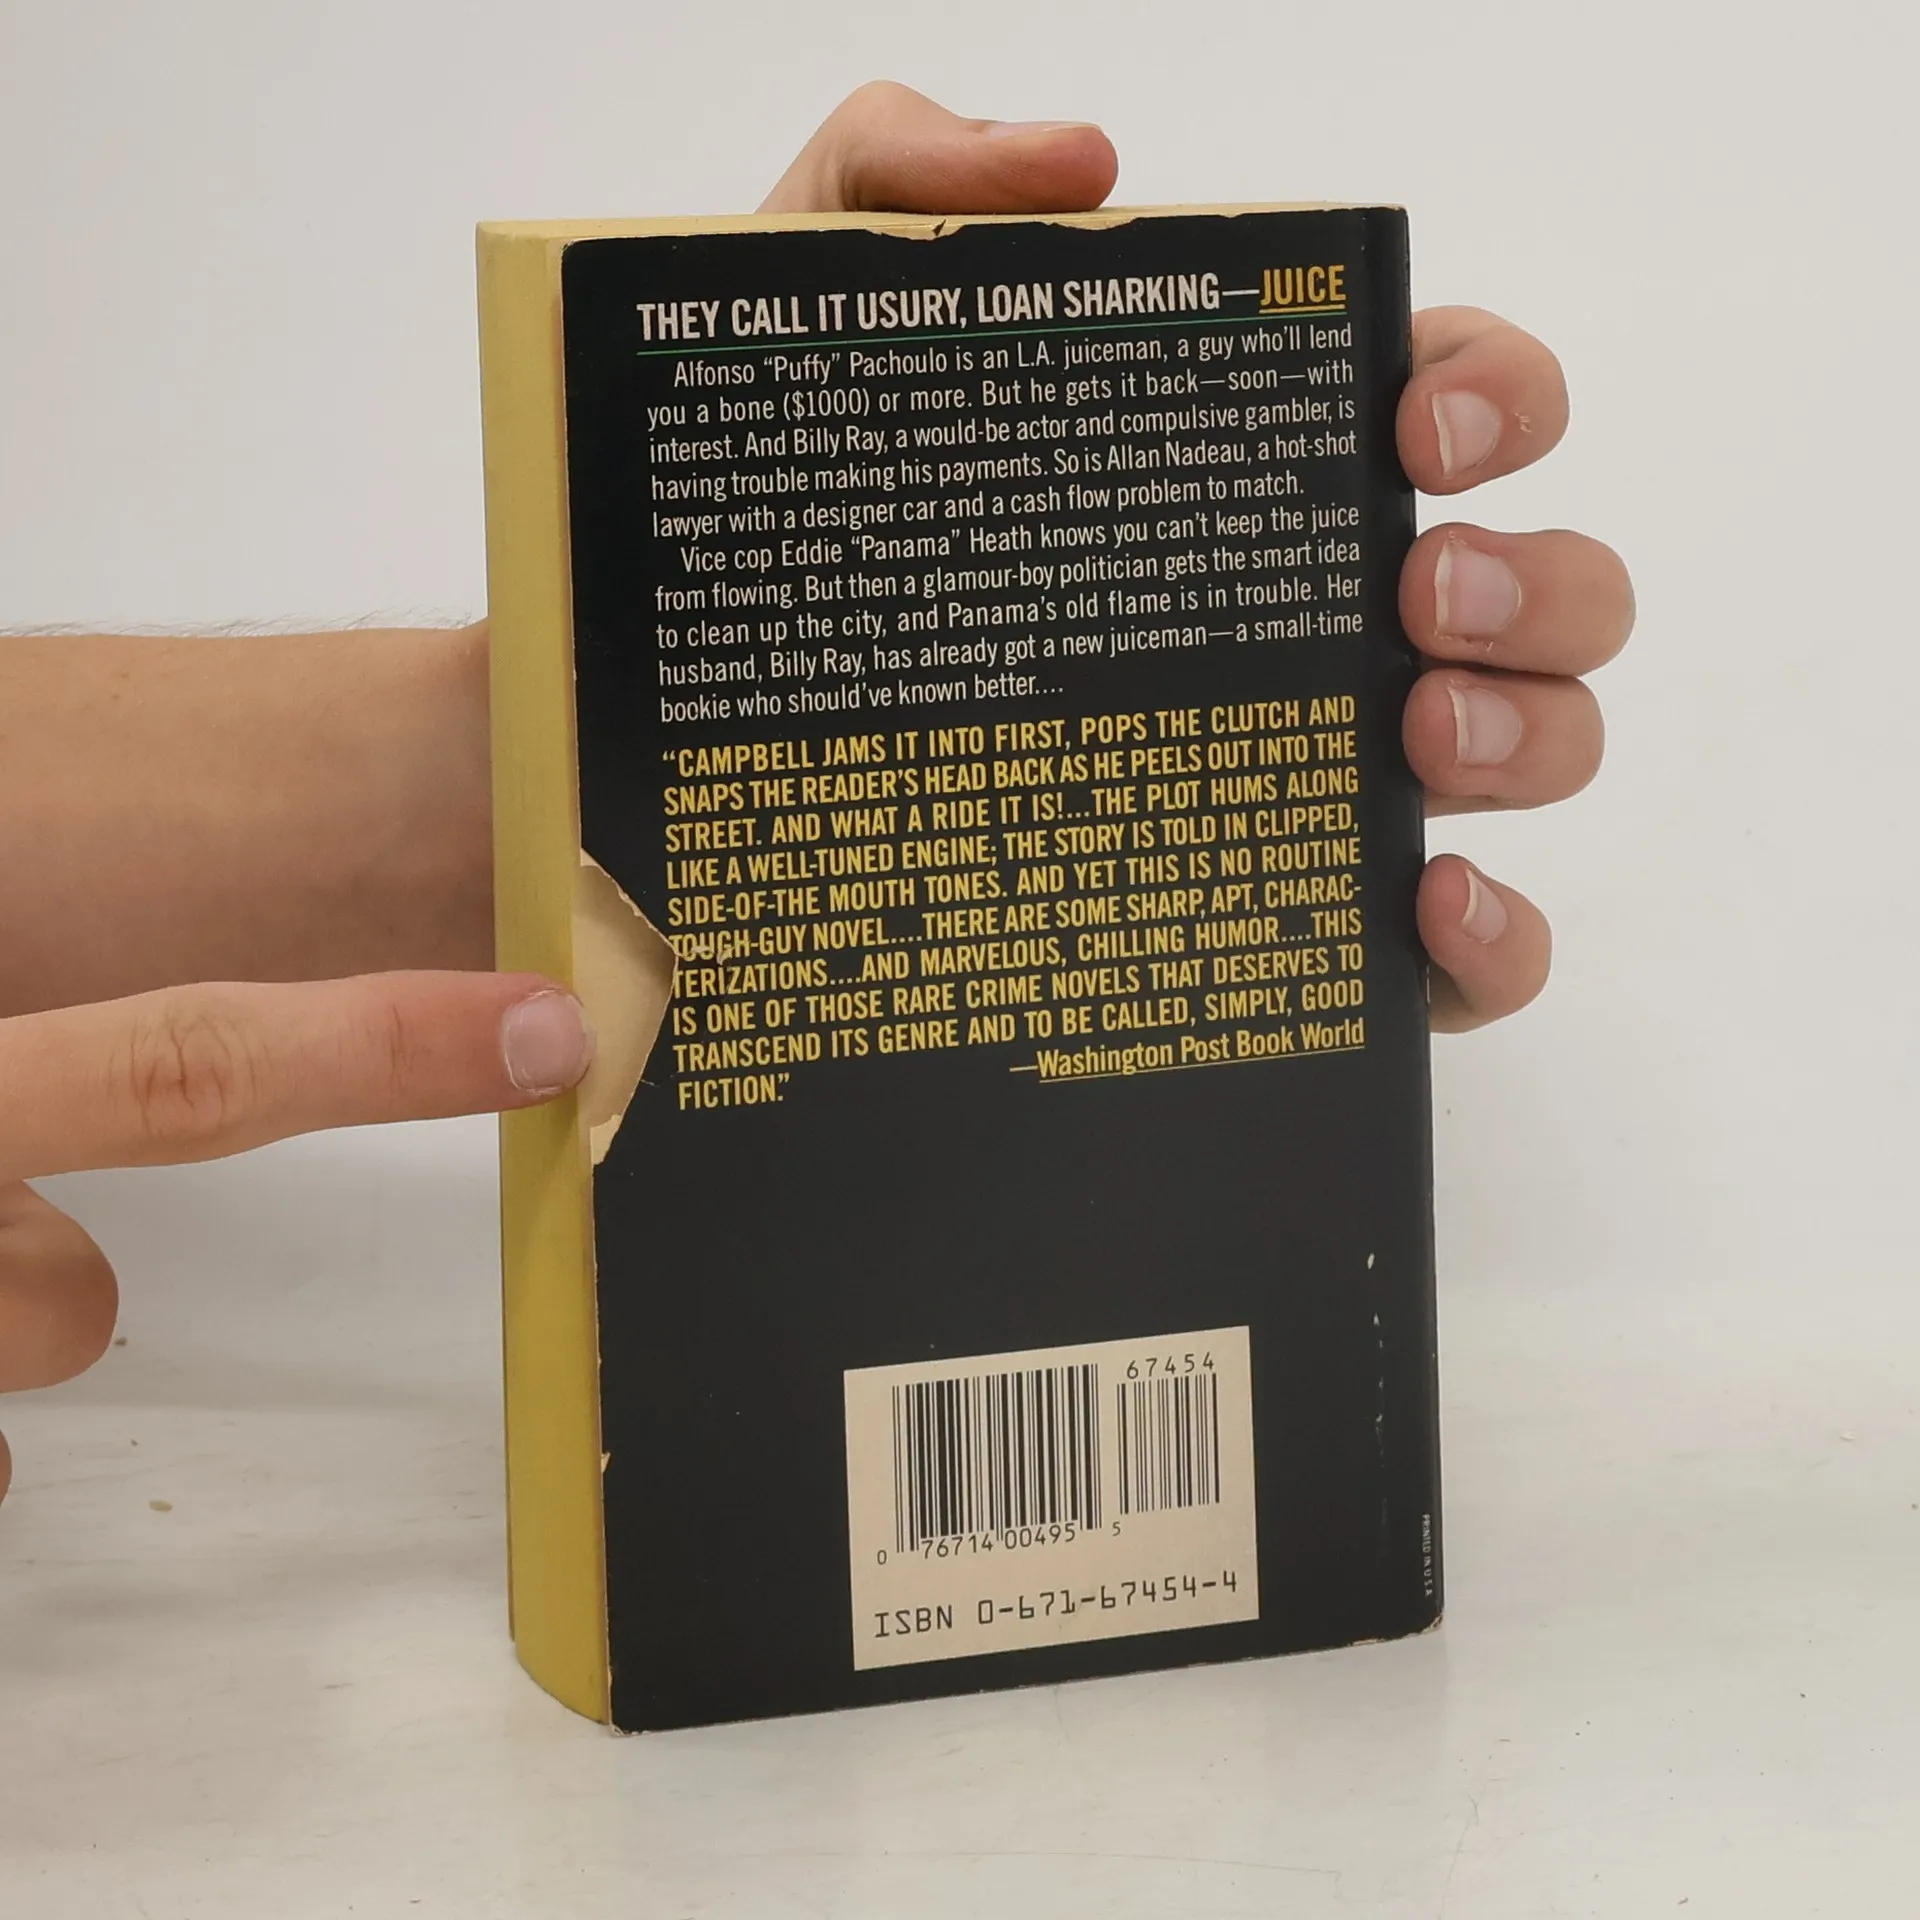 THEY CALL IT USURY, LOAN SHARKING—JUICE
Alfonso “Puffy” Pachoulo is an L.A. juiceman, a guy who’ll lend
you a bone ($1000) or more. But he gets it back—soon—with
interest. And Billy Ray, a would-be actor and compulsive gambler, is
having trouble making his payments. So is Allan Nadeau, a hot-shot
lawyer with a designer car and a cash flow problem to match.
Vice cop Eddie “Panama” Heath knows you can’t keep the juice
from flowing. But then a glamour-boy politician gets the smart idea
to clean up the city, and Panama’s old flame is in trouble. Her
husband, Billy Ray, has already got a new juiceman—a small-time
bookie who should’ve known better....
“CAMPBELL JAMS IT INTO FIRST, POPS THE CLUTCH AND
SNAPS THE READER’S HEAD BACK AS HE PEELS OUT INTO THE
STREET. AND WHAT A RIDE IT IS!...THE PLOT HUMS ALONG
LIKE A WELL-TUNED ENGINE; THE STORY IS TOLD IN CLIPPED,
SIDE-OF-THE MOUTH TONES. AND YET THIS IS NO ROUTINE
TOUGH-GUY NOVEL....THERE ARE SOME SHARP, APT, CHARAC-
TERIZATIONS....AND MARVELOUS, CHILLING HUMOR....THIS
IS ONE OF THOSE RARE CRIME NOVELS THAT DESERVES TO
TRANSCEND ITS GENRE AND TO BE CALLED, SIMPLY, GOOD
FICTION.”
—Washington Post Book World
67454
0 76714 00495 5
ISBN 0-671-67454-4
PRINTED IN U.S.A.